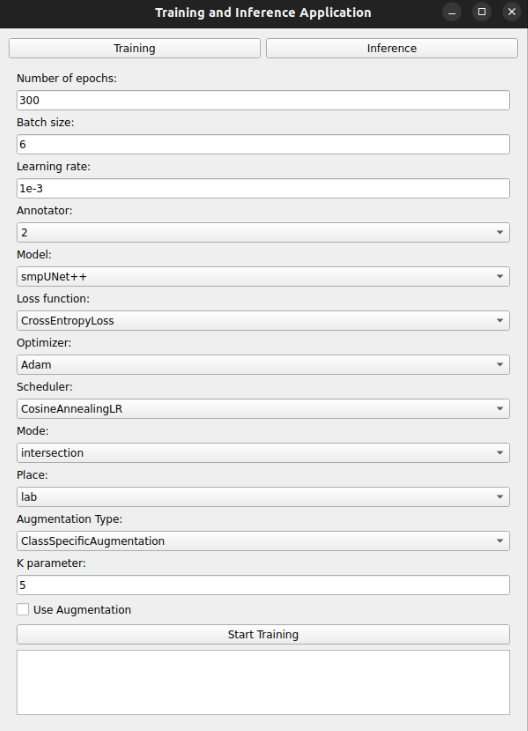 Training and Inference Application
Training Inference
Number of epochs:
300
Batch size:
6
Learning rate:
1e-3
Annotator:
2
Model:
smpUNet++
Loss function:
CrossEntropyLoss
Optimizer:
Adam
Scheduler:
CosineAnnealingLR
Mode:
intersection
Place:
lab
Augmentation Type:
ClassSpecificAugmentation
K parameter:
5
Use Augmentation
Start Training